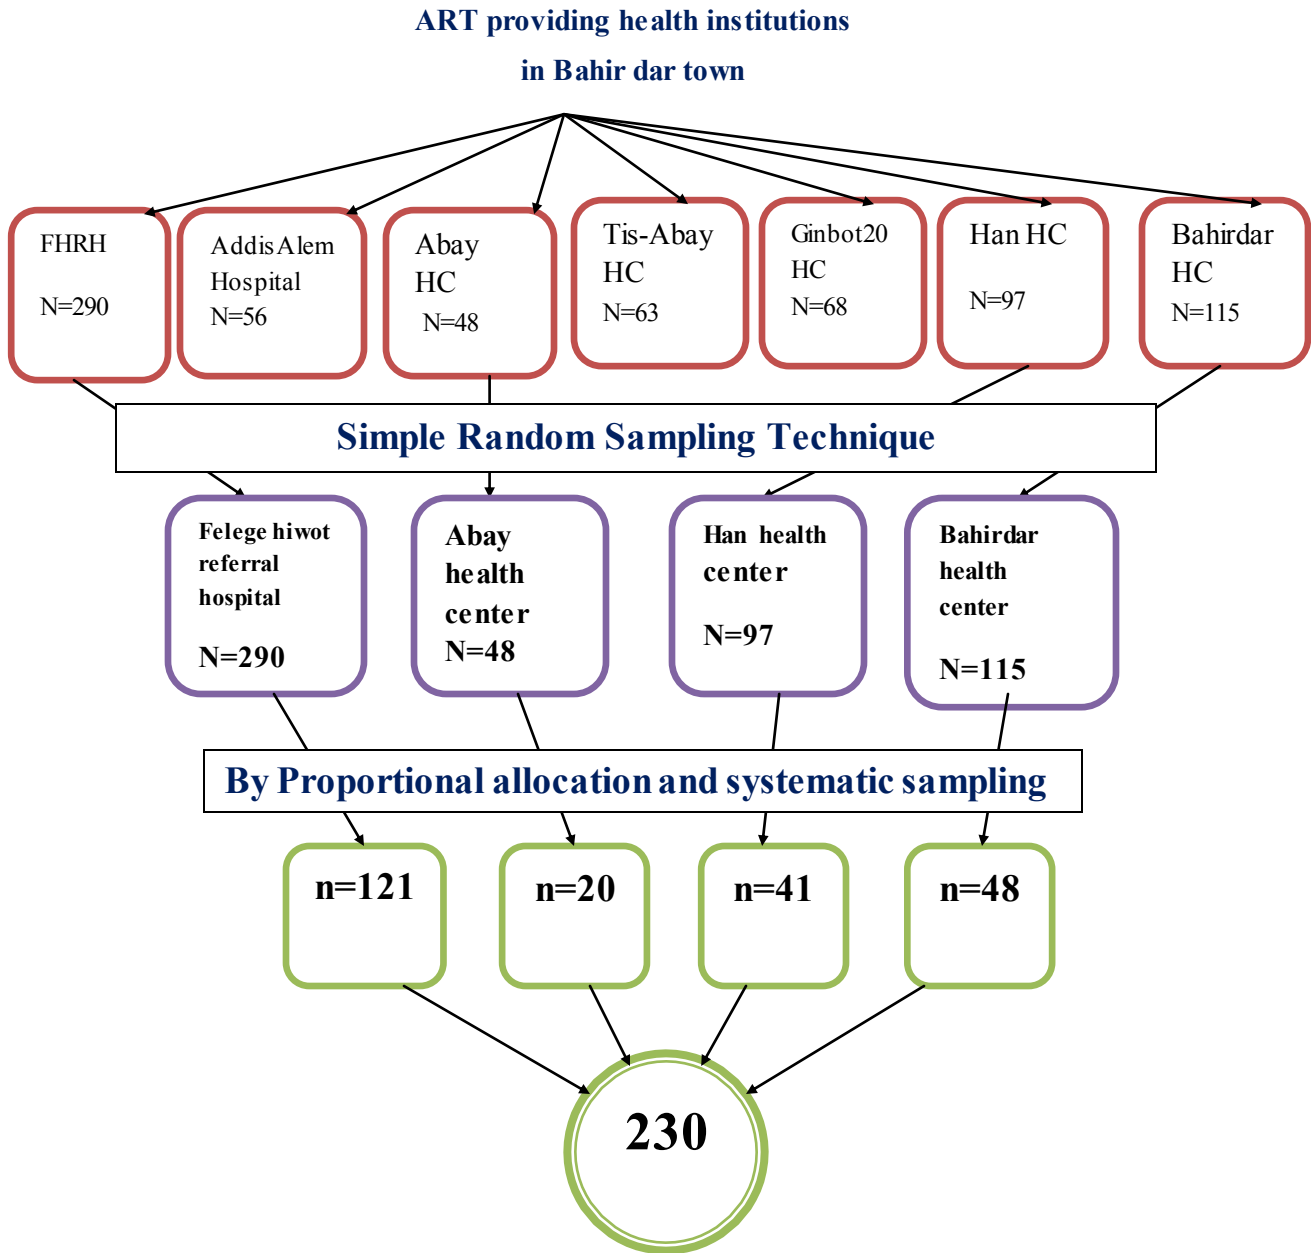 ART providing health institutions
in Bahir dar town
FHRH
N=290
Addis Alem
Hospital
N=56
Abay
HC
N=48
Tis-Abay
HC
N=63
Ginbot20
HC
N=68
Han HC
N=97
Bahirdar
HC
N=115
Simple Random Sampling Technique
Felege hiwot
referral
hospital
N=290
Abay
health
center
N=48
Han health
center
N=97
Bahirdar
health
center
N=115
By Proportional allocation and systematic sampling
n=121
n=20
n=41
n=48
230